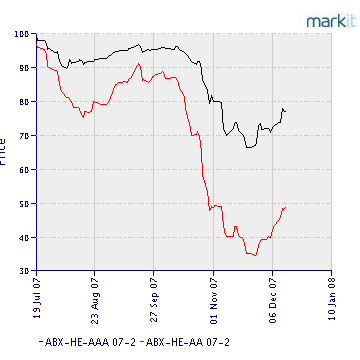 markit
100
90
80
70
60
50
40
30
Price
19 Jul 07
23 Aug 07
27 Sep 07
01 Nov 07
06 Dec 07
10 Jan 08
ABX-HE-AAA 07-2 ABX-HE-AA 07-2